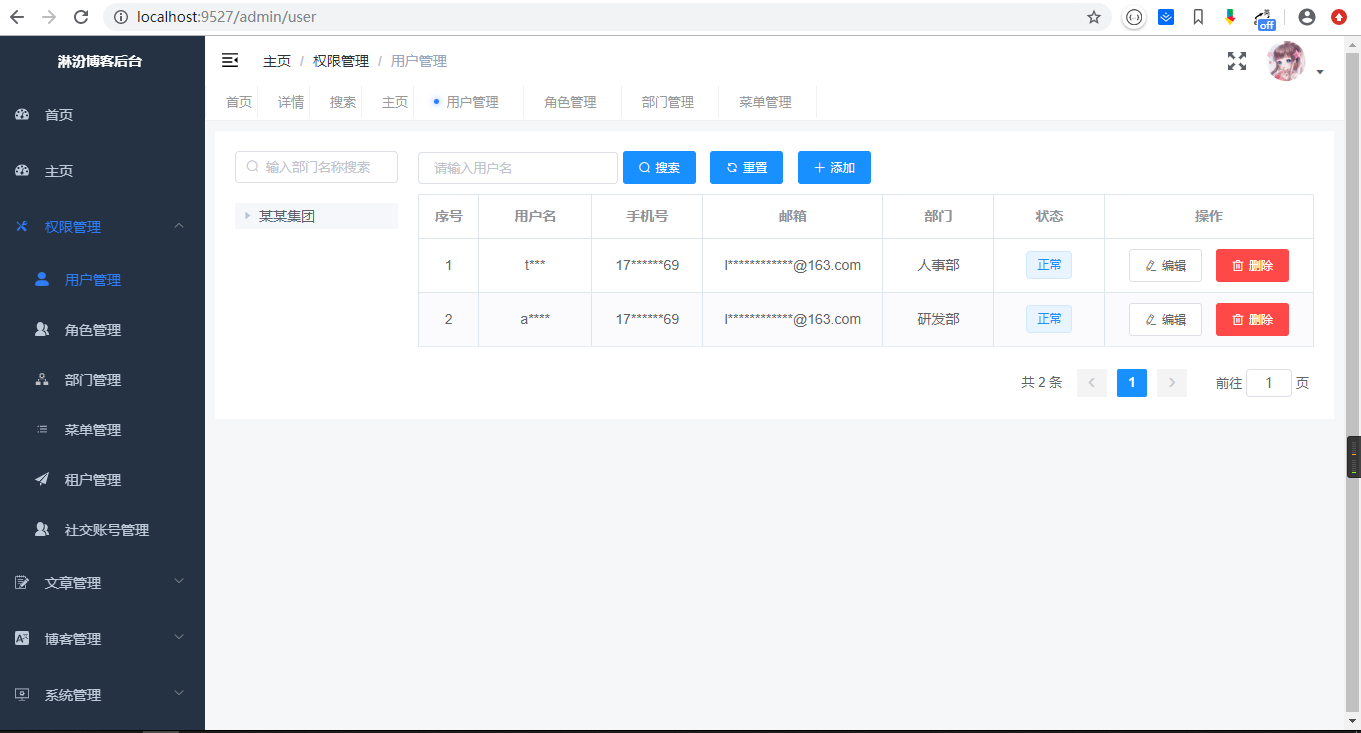 localhost:9527/admin/user
off
淋汾博客后台
首页
主页
权限管理
用户管理
角色管理
部门管理
菜单管理
租户管理
社交账号管理
文章管理
博客管理
系统管理
主页 / 权限管理 / 用户管理
首页 详情 搜索 主页 用户管理 角色管理 部门管理 菜单管理
输入部门名称搜索 请输入用户名 搜索 重置 添加
某某集团
序号 用户名 手机号 邮箱 部门 状态 操作
1 t*** 17******69 l************@163.com 人事部 正常 编辑 删除
2 a**** 17******69 l************@163.com 研发部 正常 编辑 删除
共 2 条 1 前往 1 页